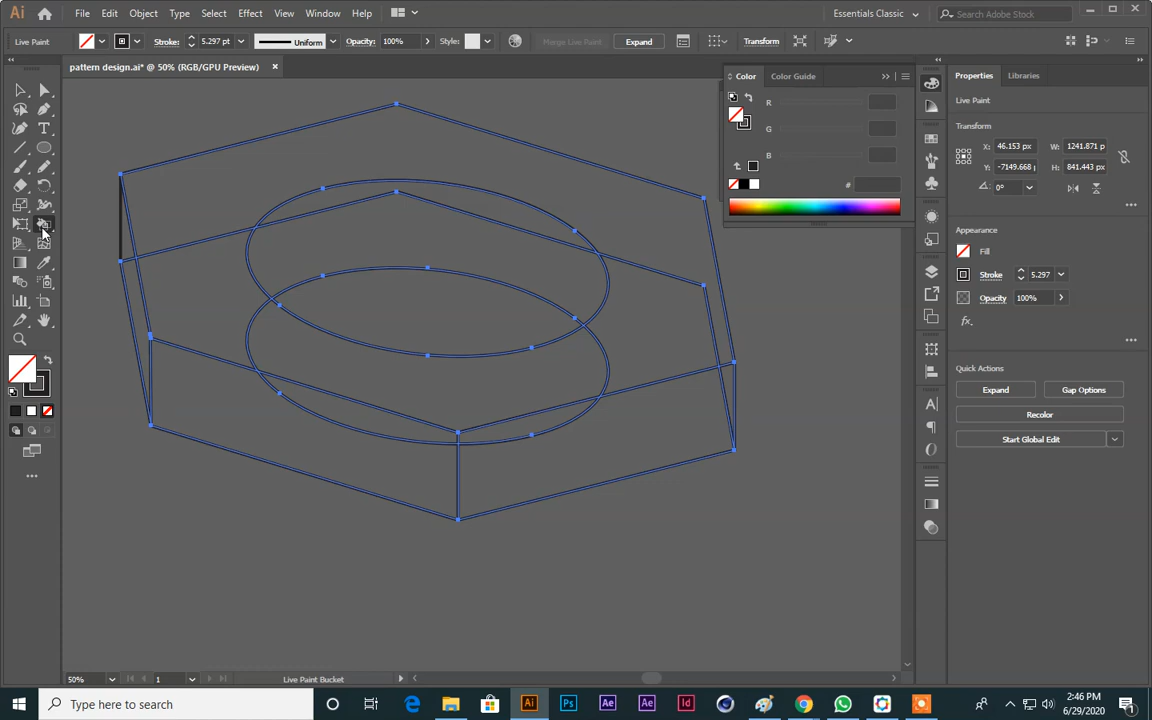 Ai File Edit Object Type Select Effect View Window Help Essentials Classic Search Adobe Stock
Live Paint Stroke: 5.297 pt Uniform Opacity: 100% Style: Merge Live Paint Expand Transform
pattern design.ai* @ 50% (RGB/GPU Preview)
Color Color Guide
R
G
B
#
Properties Libraries
Live Paint
Transform
X: 46.153 px W: 1241.871 p
Y: -7149.668 p H: 841.443 px
0°
Appearance
Fill
Stroke 5.297
Opacity 100%
fx.
Quick Actions
Expand Gap Options
Recolor
Start Global Edit
50% 1 Live Paint Bucket
Type here to search
2:46 PM
6/29/2020